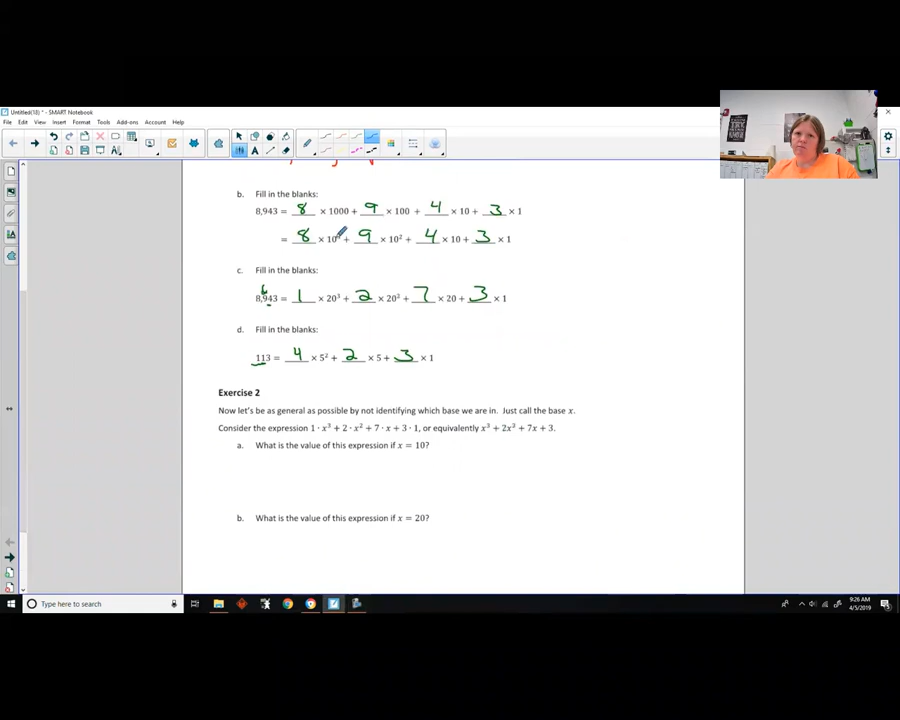 Untitled(18) * - SMART Notebook
File Edit View Insert Format Tools Add-ons Account Help
b. Fill in the blanks:
8,943 = 8 × 1000 + 9 × 100 + 4 × 10 + 3 × 1
= 8 × 10 + 9 × 10² + 4 × 10 + 3 × 1
c. Fill in the blanks:
8,943 = 1 × 20³ + 2 × 20² + 7 × 20 + 3 × 1
d. Fill in the blanks:
113 = 4 × 5² + 2 × 5 + 3 × 1
Exercise 2
Now let's be as general as possible by not identifying which base we are in. Just call the base x.
Consider the expression 1 · x³ + 2 · x² + 7 · x + 3 · 1, or equivalently x³ + 2x² + 7x + 3.
a. What is the value of this expression if x = 10?
b. What is the value of this expression if x = 20?
Type here to search
9:26 AM
4/5/2019